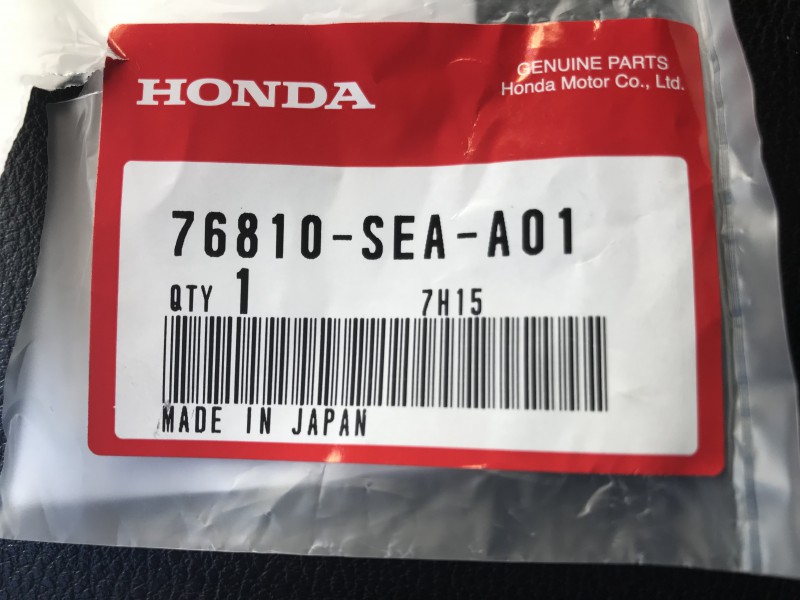 HONDA
GENUINE PARTS
Honda Motor Co., Ltd.
76810-SEA-A01
QTY 1 7H15
MADE IN JAPAN